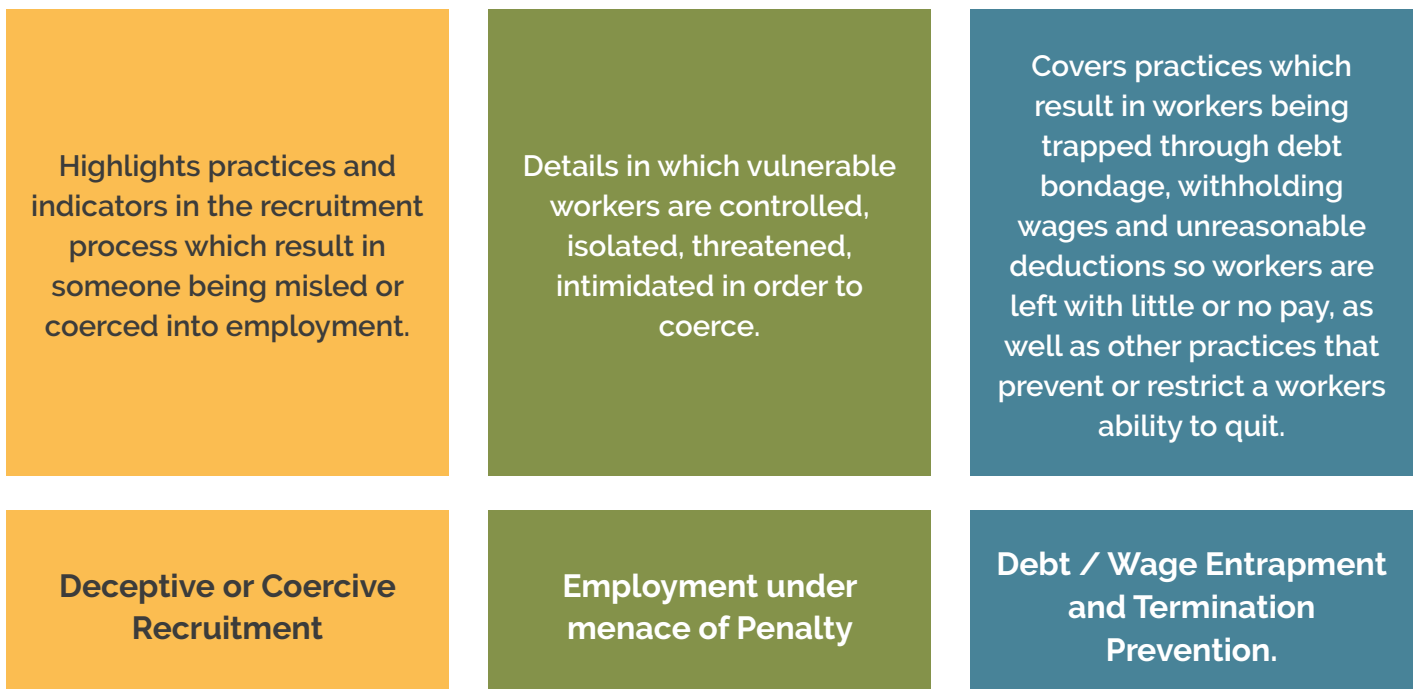 Highlights practices and
indicators in the recruitment
process which result in
someone being misled or
coerced into employment.
Details in which vulnerable
workers are controlled,
isolated, threatened,
intimidated in order to
coerce.
Covers practices which
result in workers being
trapped through debt
bondage, withholding
wages and unreasonable
deductions so workers are
left with little or no pay, as
well as other practices that
prevent or restrict a workers
ability to quit.
Deceptive or Coercive
Recruitment
Employment under
menace of Penalty
Debt / Wage Entrapment
and Termination
Prevention.